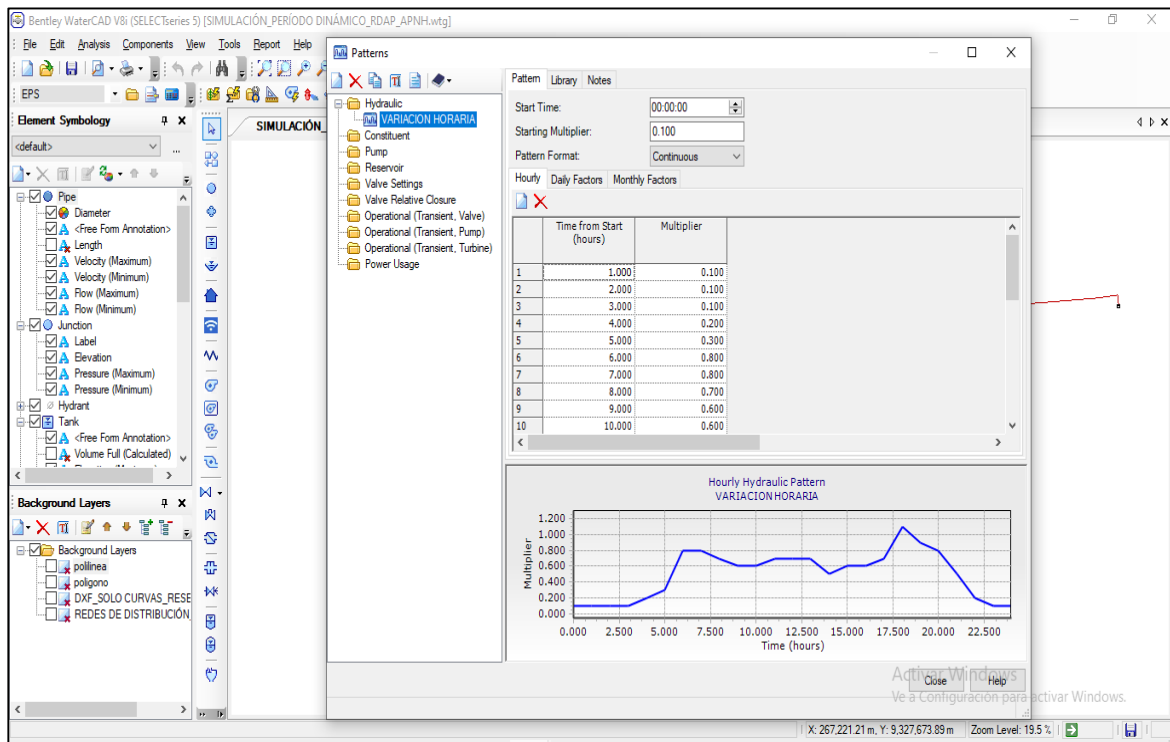 Bentley WaterCAD V8i (SELECTseries 5) [SIMULACIÓN_PERÍODO DINÁMICO_RDAP_APNH.wtg]
File Edit Analysis Components View Tools Report Help
EPS
Element Symbology
<default>
Pipe
Diameter
<Free Form Annotation>
Length
Velocity (Maximum)
Velocity (Minimum)
Flow (Maximum)
Flow (Minimum)
Junction
Label
Elevation
Pressure (Maximum)
Pressure (Minimum)
Hydrant
Tank
<Free Form Annotation>
Volume Full (Calculated)
Background Layers
Background Layers
polilinea
poligono
DXF_SOLO CURVAS_RESE
REDES DE DISTRIBUCIÓN_
SIMULACIÓN_
Patterns
Hydraulic
VARIACION HORARIA
Constituent
Pump
Reservoir
Valve Settings
Valve Relative Closure
Operational (Transient, Valve)
Operational (Transient, Pump)
Operational (Transient, Turbine)
Power Usage
Pattern Library Notes
Start Time: 00:00:00
Starting Multiplier: 0.100
Pattern Format: Continuous
Hourly Daily Factors Monthly Factors
Time from Start (hours) Multiplier
1 1.000 0.100
2 2.000 0.100
3 3.000 0.100
4 4.000 0.200
5 5.000 0.300
6 6.000 0.800
7 7.000 0.800
8 8.000 0.700
9 9.000 0.600
10 10.000 0.600
Hourly Hydraulic Pattern
VARIACION HORARIA
Multiplier
1.200
1.000
0.800
0.600
0.400
0.200
0.000
0.000 2.500 5.000 7.500 10.000 12.500 15.000 17.500 20.000 22.500
Time (hours)
Close Help
Activar Windows
Ve a Configuración para activar Windows.
X: 267,221.21 m, Y: 9,327,673.89 m Zoom Level: 19.5 %